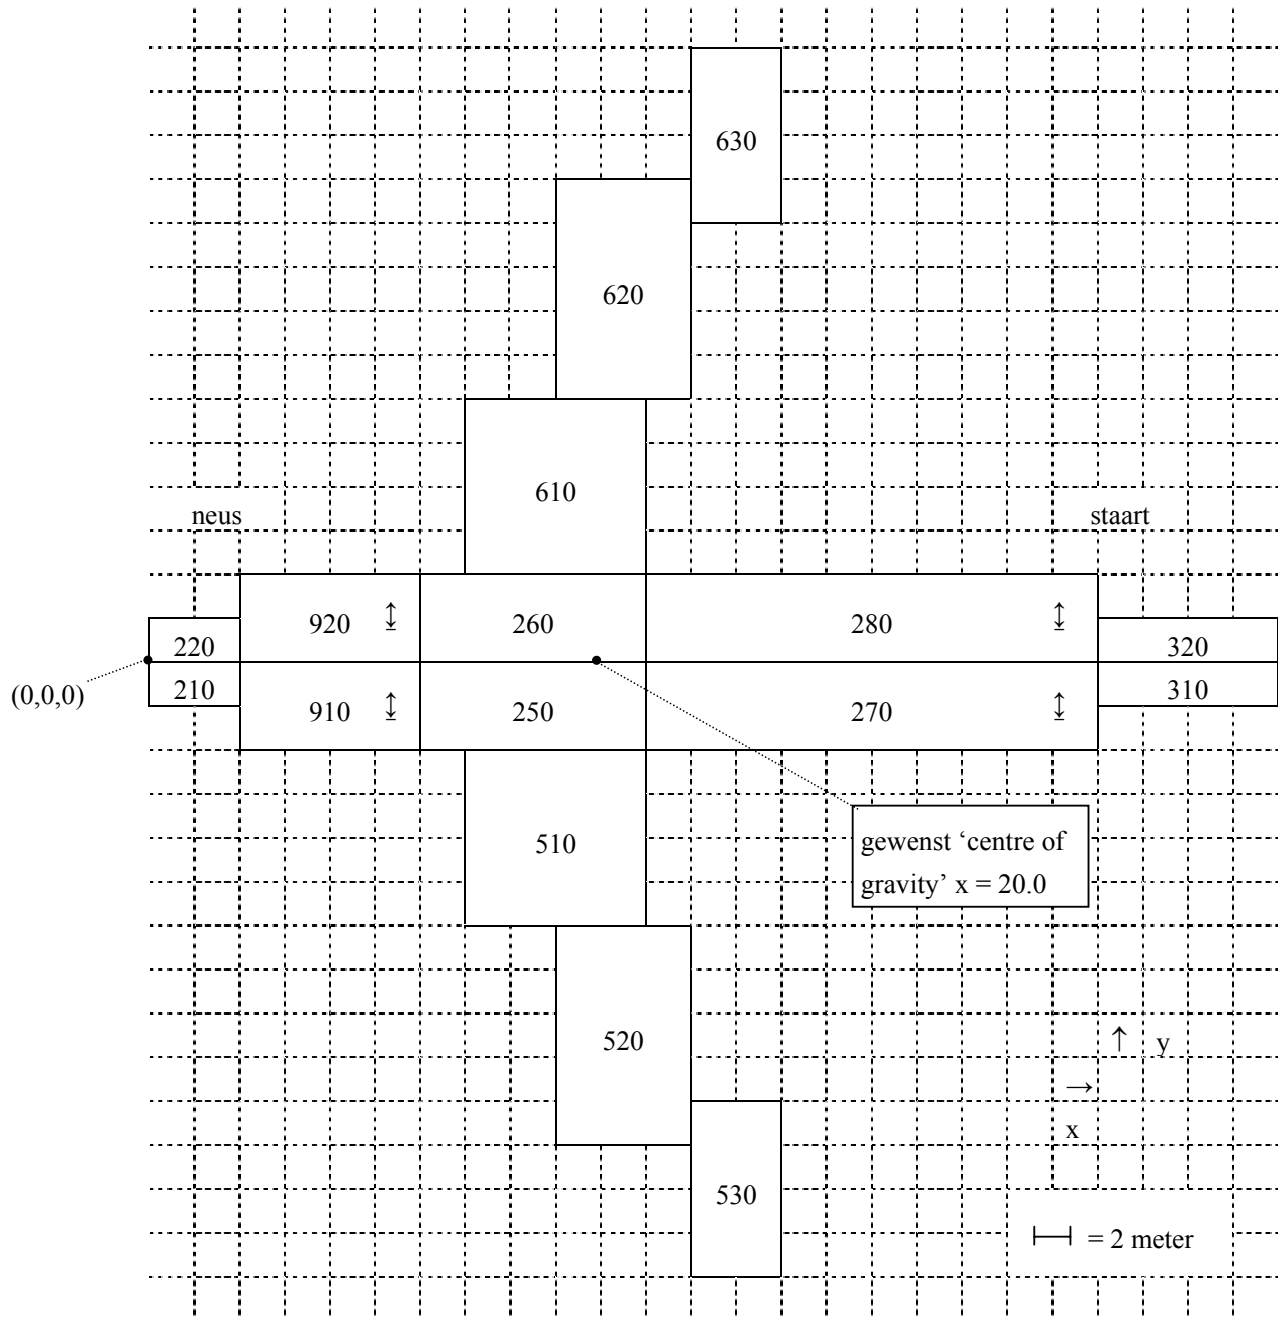 630
620
610
neus
staart
920 ↕
260
280 ↕
220
320
(0,0,0)
210
310
910 ↕
250
270 ↕
510
gewenst ‘centre of
gravity’ x = 20.0
520
↑ y
→
x
530
= 2 meter